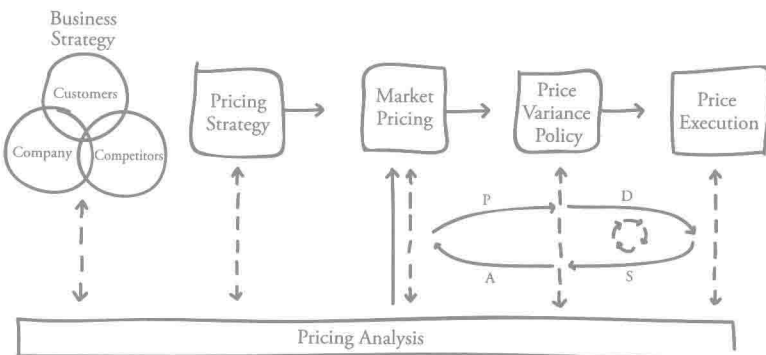 Business
Strategy
Customers
Company
Competitors
Pricing
Strategy
Market
Pricing
Price
Variance
Policy
Price
Execution
P
D
A
S
Pricing Analysis